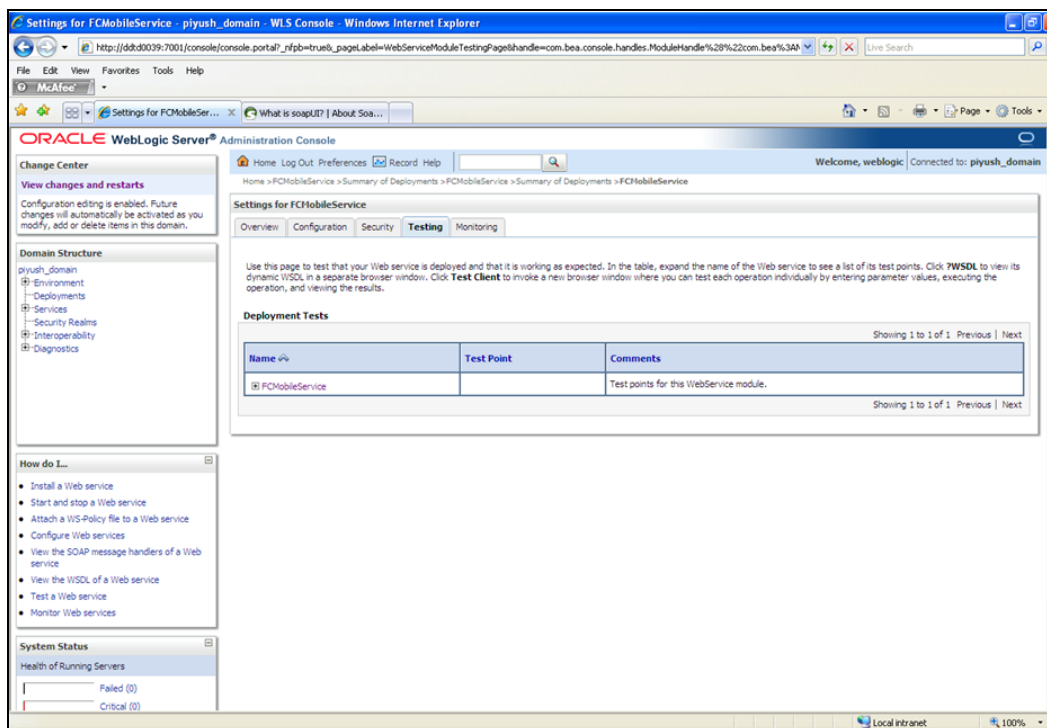 Settings for FCMobileService - piyush_domain - WLS Console - Windows Internet Explorer
http://ddtd0039:7001/console/console.portal?_nfpb=true&_pageLabel=WebServiceModuleTestingPage&handle=com.bea.console.handles.ModuleHandle%28%22com.bea%3AN
Live Search
File Edit View Favorites Tools Help
McAfee
Settings for FCMobileSer... X
What is soapUI? | About Soa...
Page Tools
ORACLE WebLogic Server® Administration Console
Change Center
View changes and restarts
Configuration editing is enabled. Future
changes will automatically be activated as you
modify, add or delete items in this domain.
Domain Structure
piyush_domain
Environment
Deployments
Services
Security Realms
Interoperability
Diagnostics
How do I...
Install a Web service
Start and stop a Web service
Attach a WS-Policy file to a Web service
Configure Web services
View the SOAP message handlers of a Web
service
View the WSDL of a Web service
Test a Web service
Monitor Web services
System Status
Health of Running Servers
Failed (0)
Critical (0)
Home Log Out Preferences Record Help
Welcome, weblogic Connected to: piyush_domain
Home >FCMobileService >Summary of Deployments >FCMobileService >Summary of Deployments >FCMobileService
Settings for FCMobileService
Overview Configuration Security Testing Monitoring
Use this page to test that your Web service is deployed and that it is working as expected. In the table, expand the name of the Web service to see a list of its test points. Click ?WSDL to view its
dynamic WSDL in a separate browser window. Click Test Client to invoke a new browser window where you can test each operation individually by entering parameter values, executing the
operation, and viewing the results.
Deployment Tests
Showing 1 to 1 of 1 Previous | Next
Name Test Point Comments
FCMobileService Test points for this WebService module.
Showing 1 to 1 of 1 Previous | Next
Local intranet 100%